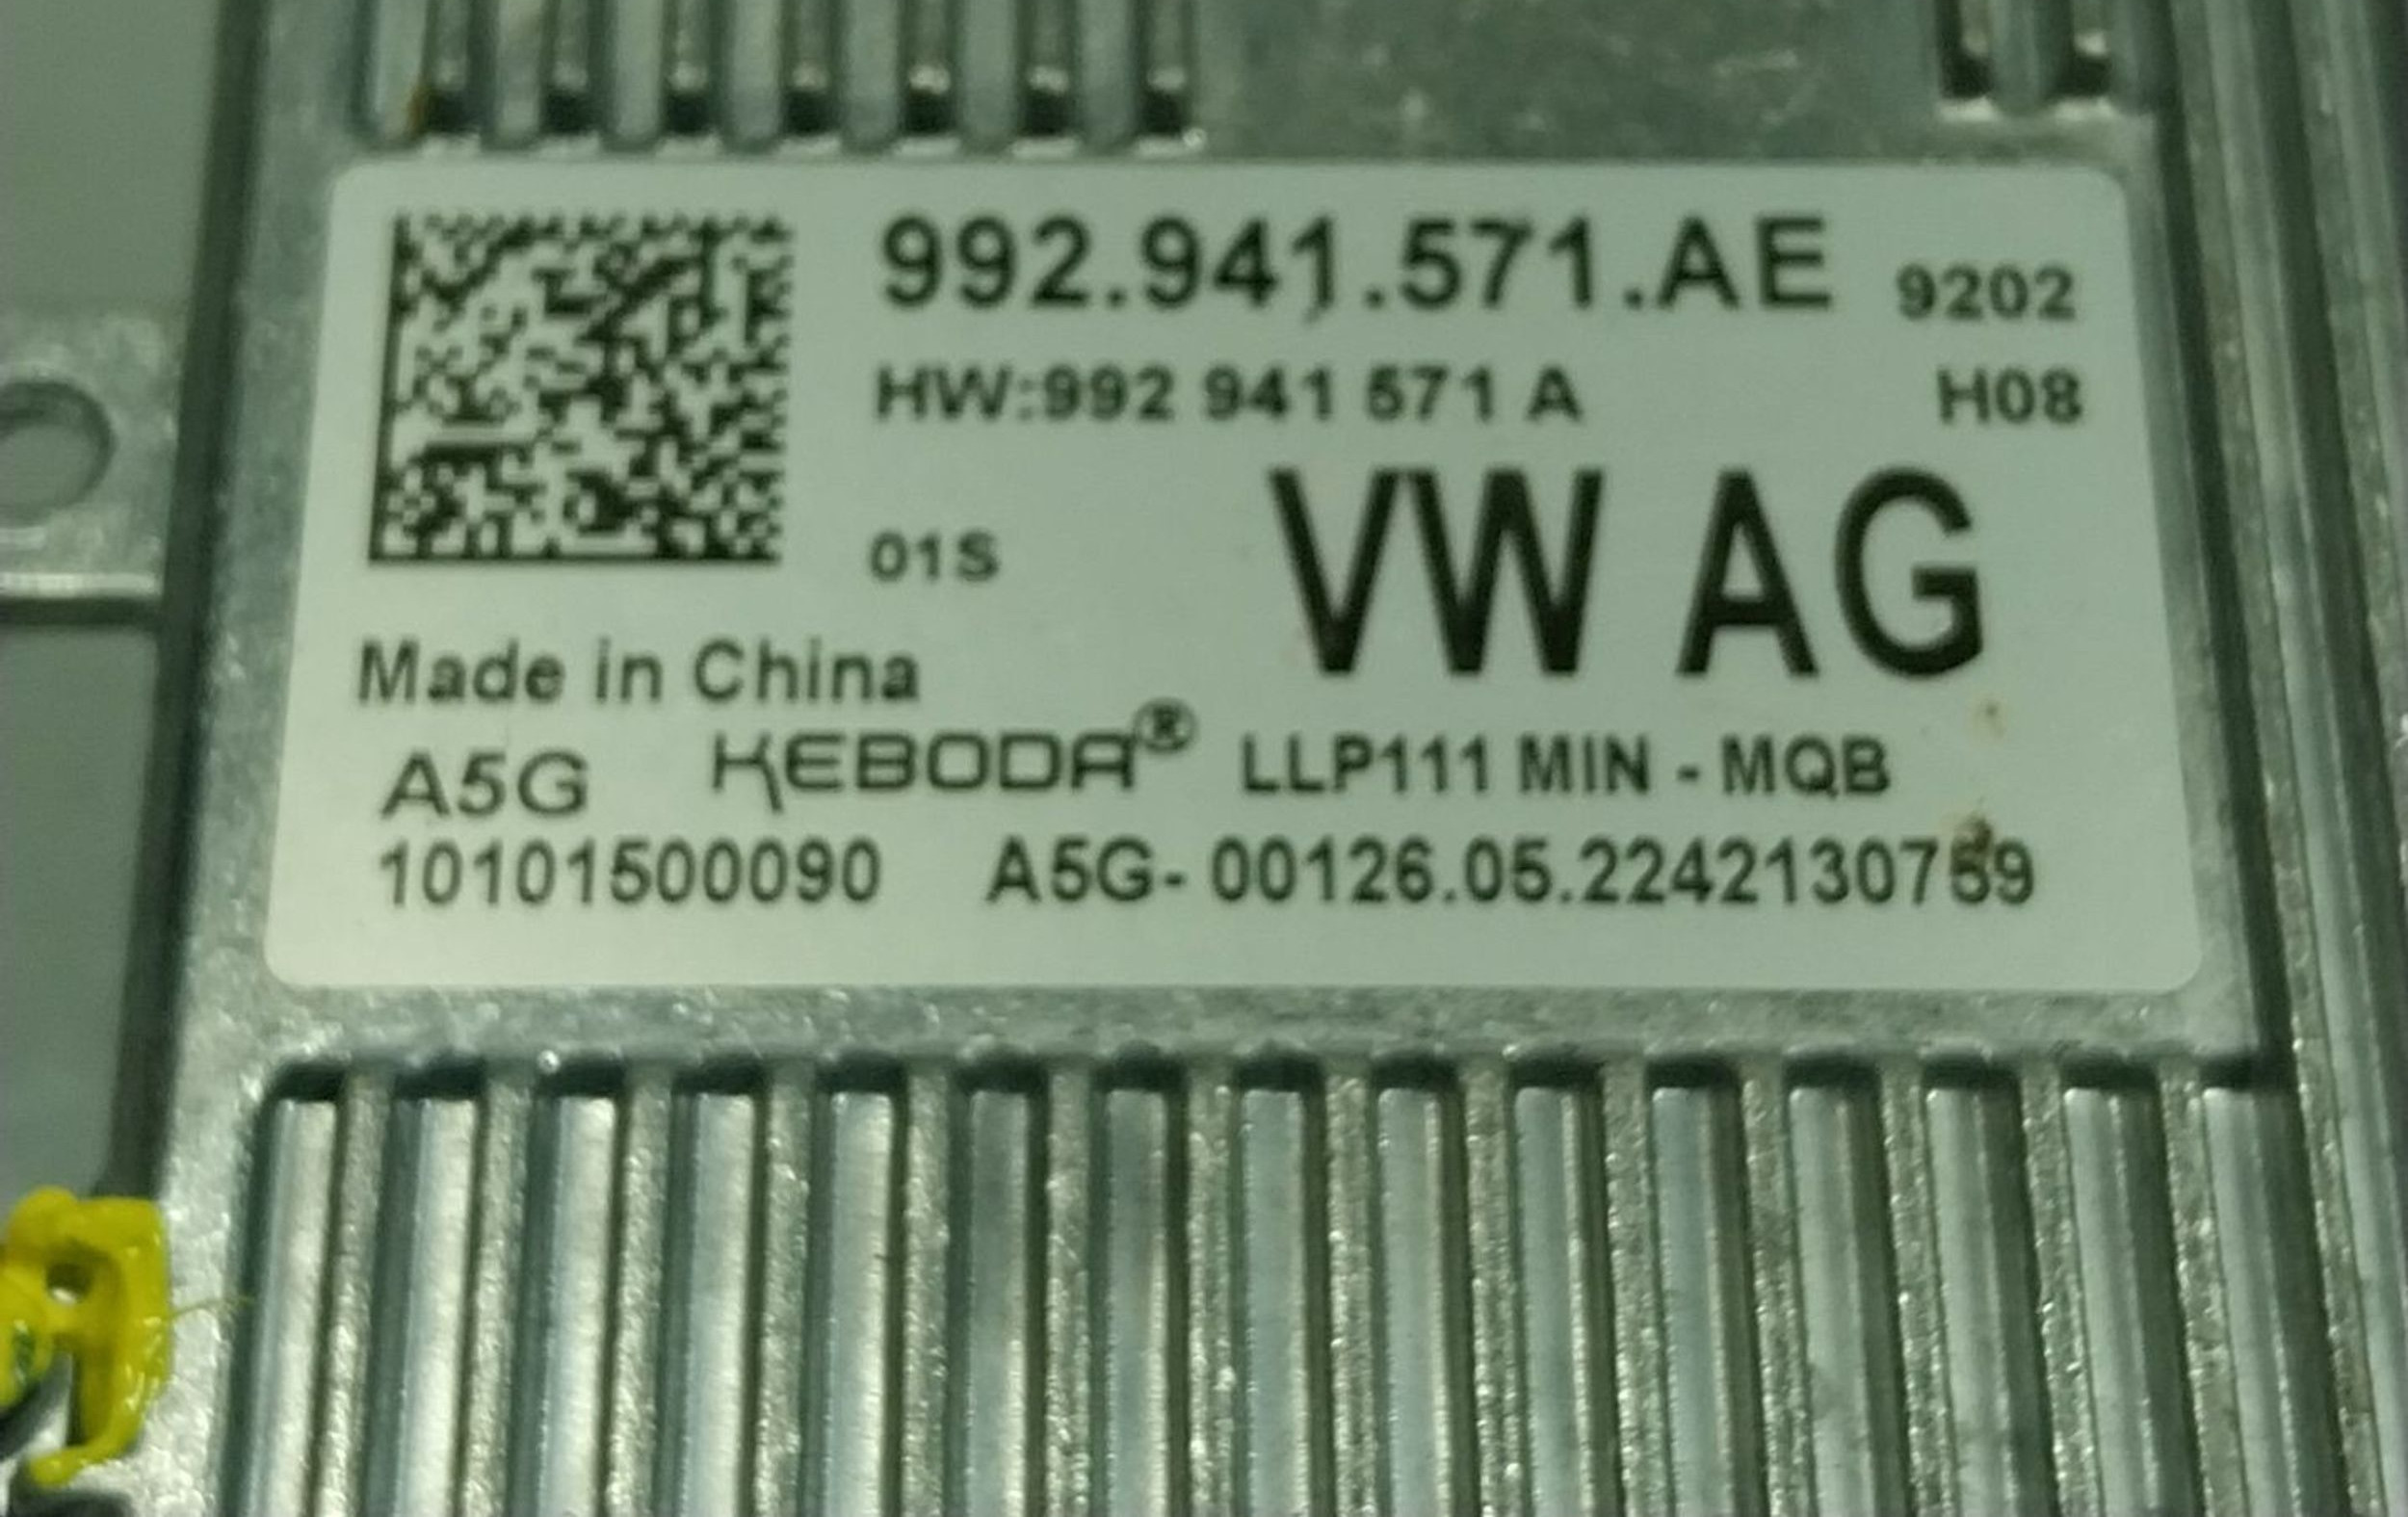 992.941.571.AE 9202
HW:992 941 571 A H08
01S VW AG
Made in China
A5G KEBODA® LLP111 MIN - MQB
10101500090 A5G- 00126.05.2242130759